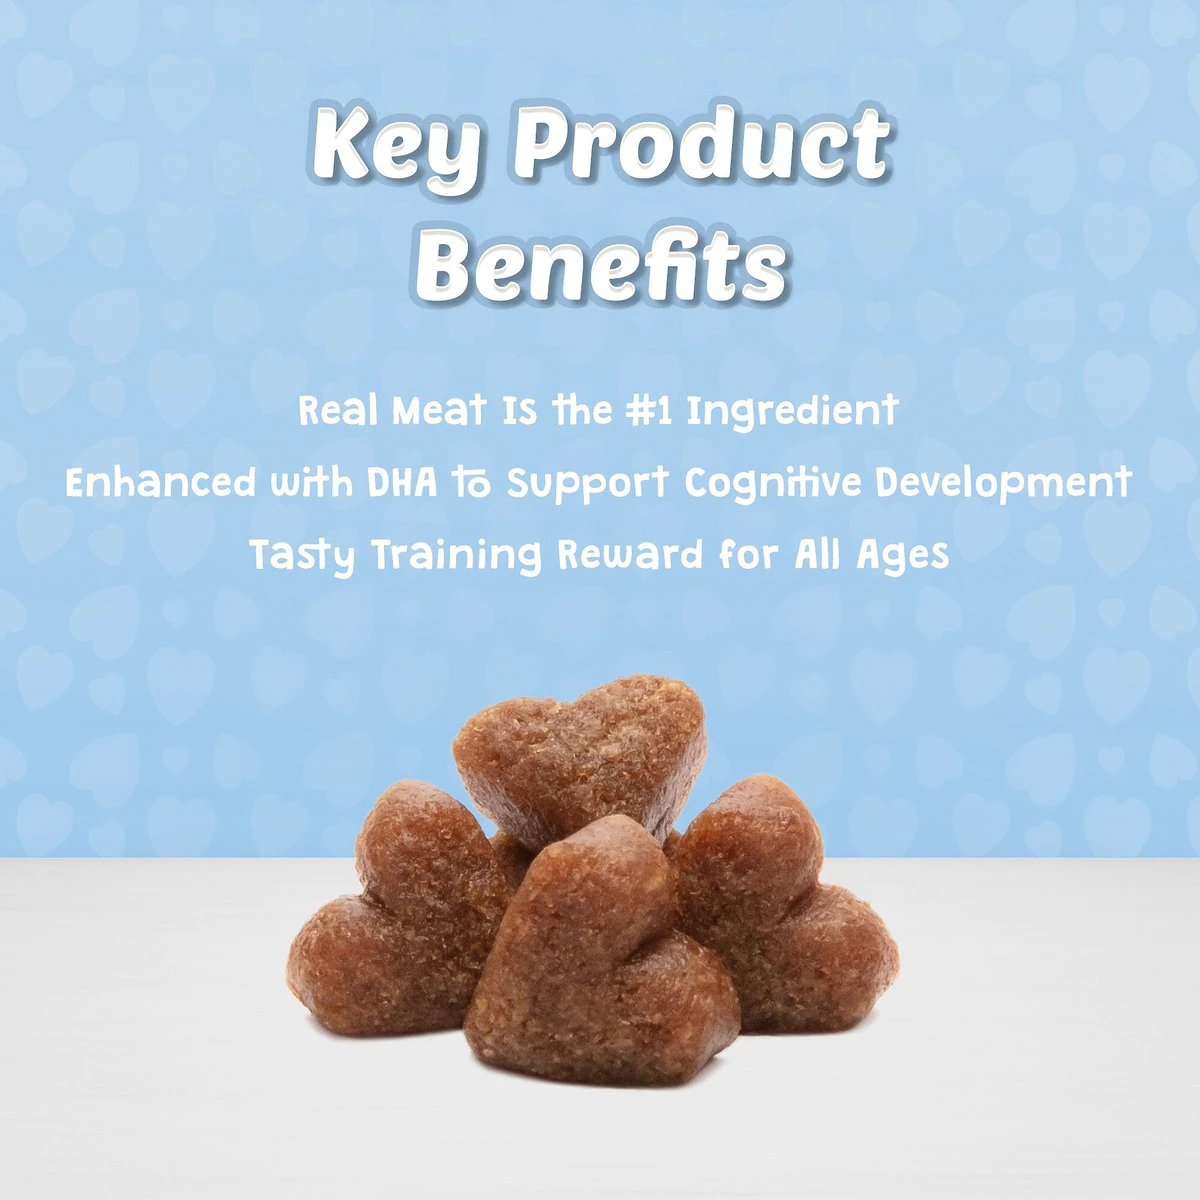 Key Product
Benefits
Real Meat Is the #1 Ingredient
Enhanced with DHA to Support Cognitive Development
Tasty Training Reward for All Ages